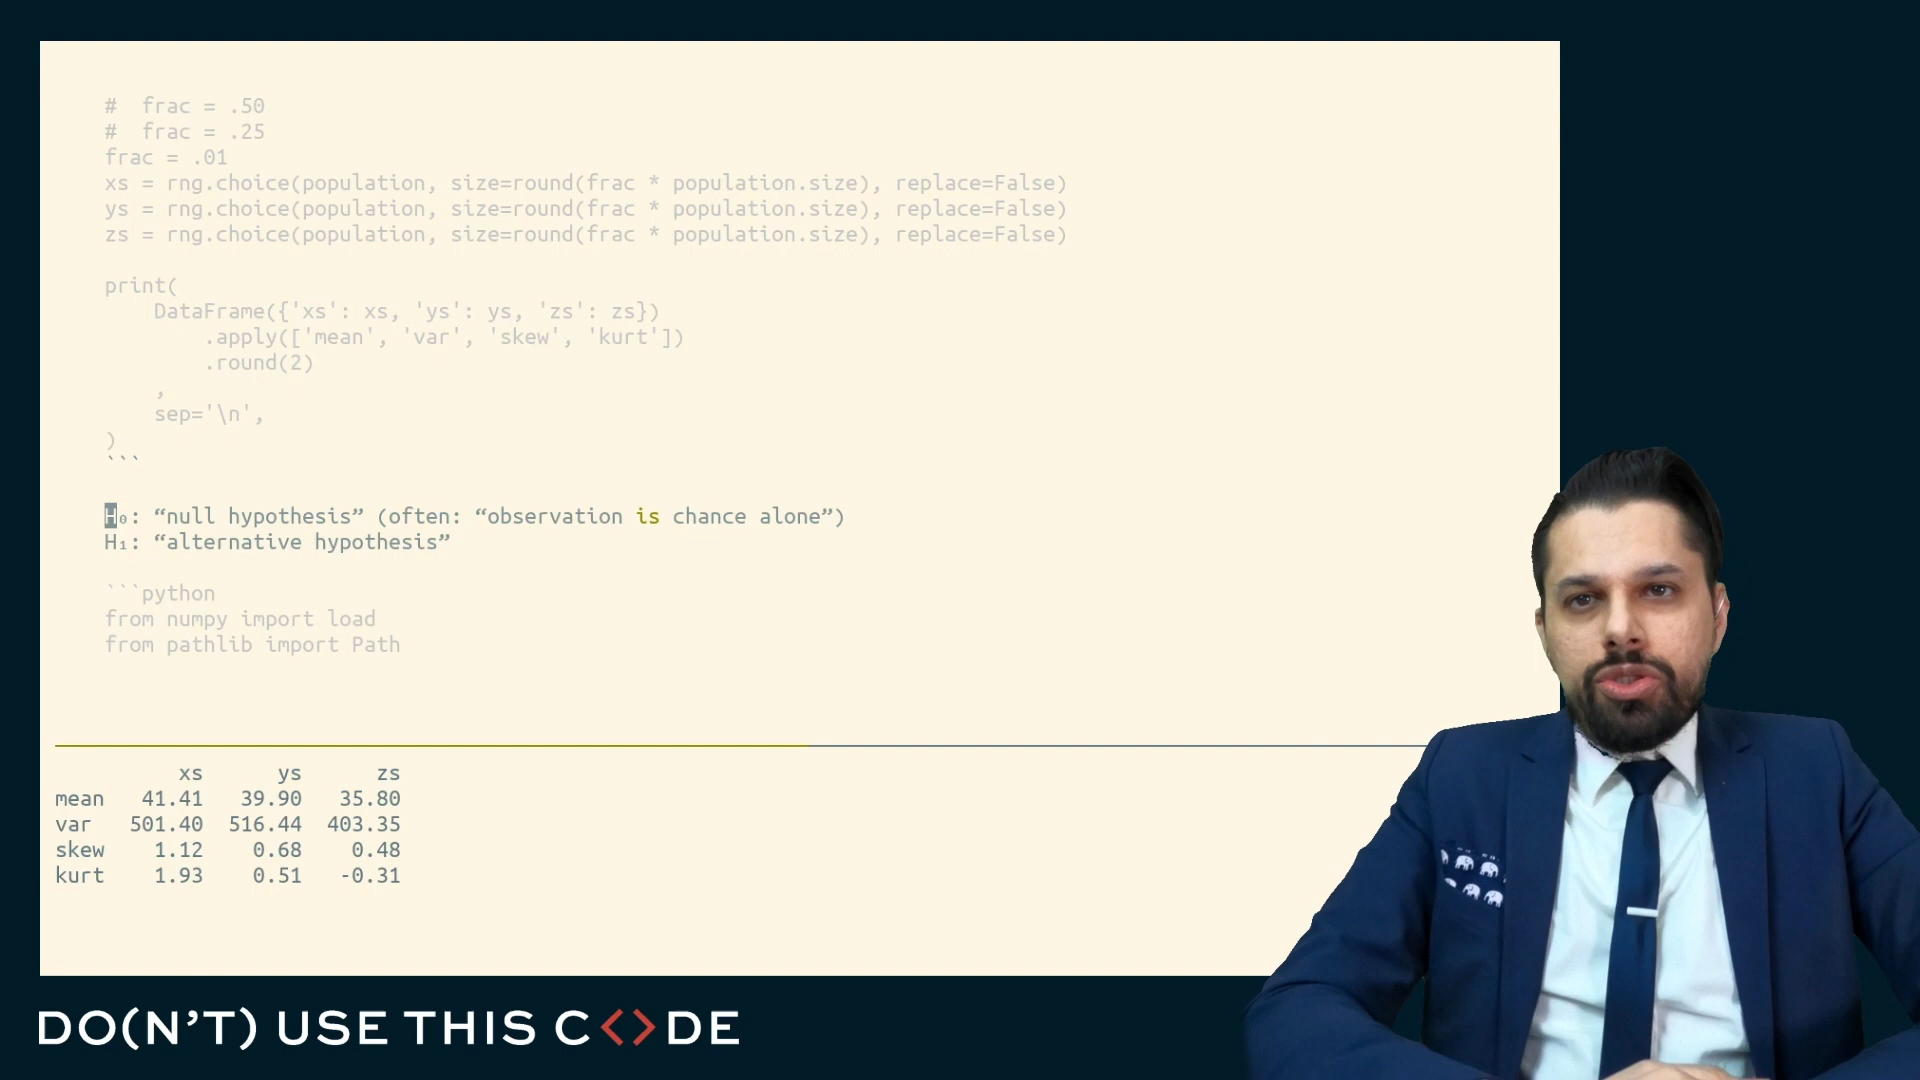 #  frac = .50
#  frac = .25
frac = .01
xs = rng.choice(population, size=round(frac * population.size), replace=False)
ys = rng.choice(population, size=round(frac * population.size), replace=False)
zs = rng.choice(population, size=round(frac * population.size), replace=False)
print(
    DataFrame({'xs': xs, 'ys': ys, 'zs': zs})
        .apply(['mean', 'var', 'skew', 'kurt'])
        .round(2)
    ,
    sep='\n',
)
```
H₀: “null hypothesis” (often: “observation is chance alone”)
H₁: “alternative hypothesis”
```python
from numpy import load
from pathlib import Path
          xs      ys      zs
mean   41.41   39.90   35.80
var   501.40  516.44  403.35
skew    1.12    0.68    0.48
kurt    1.93    0.51   -0.31
DO(N’T) USE THIS C<>DE